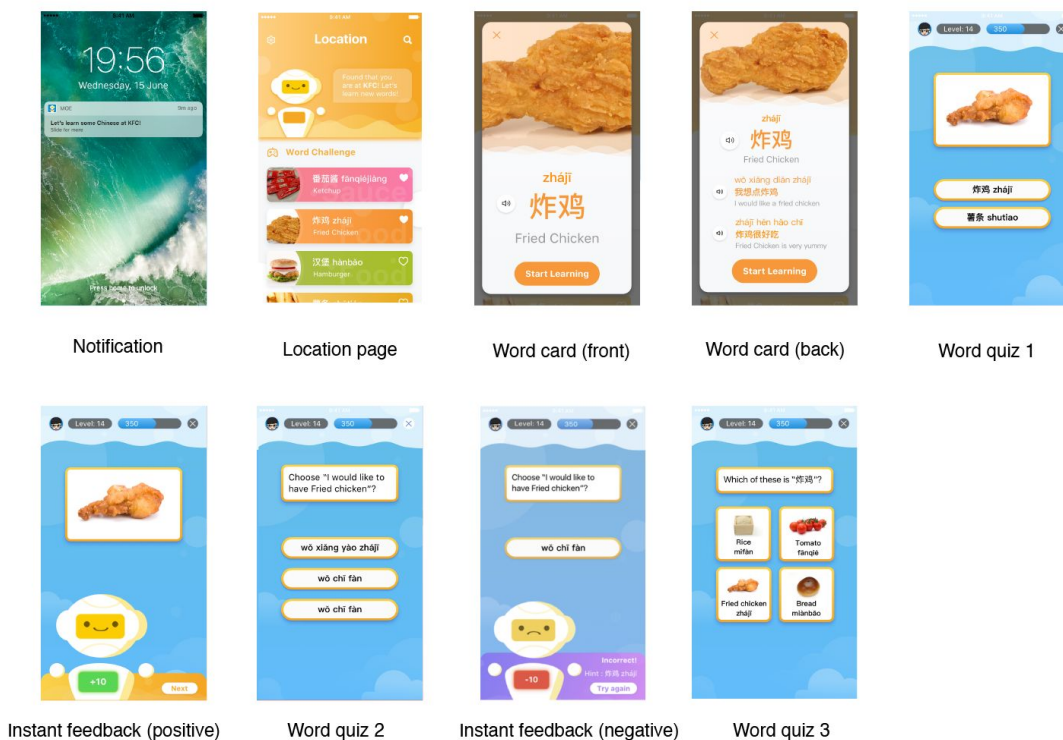 19:56
Wednesday, 15 June
MOE
Let's learn some Chinese at KFC!
Slide for more
Press home to unlock
Notification
Location
Found that you
are at KFC! Let's
learn new words!
Word Challenge
番茄酱 fānqiéjiàng
Ketchup
炸鸡 zhájī
Fried Chicken
汉堡 hànbǎo
Hamburger
Location page
zhájī
炸鸡
Fried Chicken
Start Learning
Word card (front)
zhájī
炸鸡
Fried Chicken
wǒ xiǎng diǎn zhájī
我想点炸鸡
I would like a fried chicken
zhájī hěn hǎo chī
炸鸡很好吃
Fried Chicken is very yummy
Start Learning
Word card (back)
Level: 14 350
炸鸡 zhájī
薯条 shutiao
Word quiz 1
Level: 14 350
+10
Next
Instant feedback (positive)
Level: 14 350
Choose "I would like to
have Fried chicken"?
wǒ xiǎng yào zhájī
wǒ chī fàn
wǒ chī fàn
Word quiz 2
Level: 14 350
Choose "I would like to
have Fried chicken"?
wǒ chī fàn
Incorrect!
Hint : 炸鸡 zhájī
-10
Try again
Instant feedback (negative)
Level: 14 350
Which of these is "炸鸡"?
Rice
mǐfàn
Tomato
fānqié
Fried chicken
zhájī
Bread
miànbāo
Word quiz 3